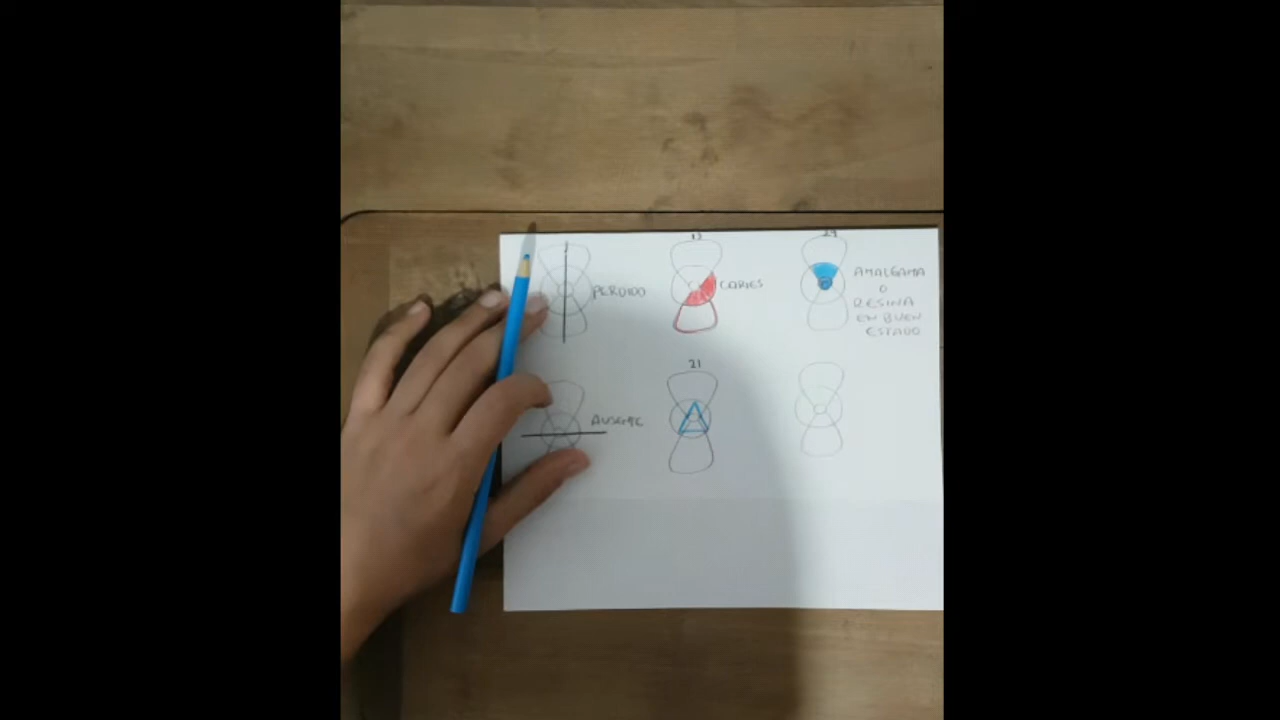 PERDIDO
CARIES
AMALGAMA
O
RESINA
EN BUEN
ESTADO
AUSENTE
21